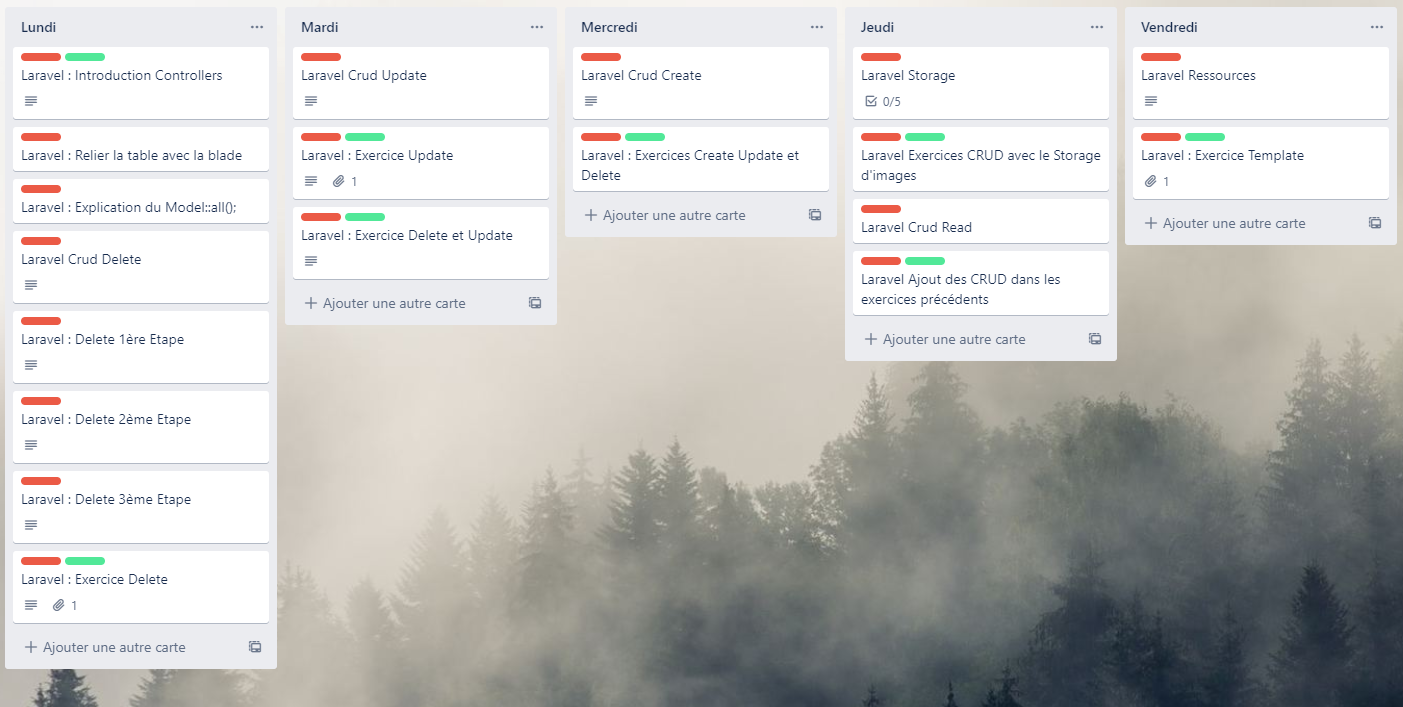 Lundi
Laravel : Introduction Controllers
Laravel : Relier la table avec la blade
Laravel : Explication du Model::all();
Laravel Crud Delete
Laravel : Delete 1ère Etape
Laravel : Delete 2ème Etape
Laravel : Delete 3ème Etape
Laravel : Exercice Delete
1
Ajouter une autre carte
Mardi
Laravel Crud Update
Laravel : Exercice Update
1
Laravel : Exercice Delete et Update
Ajouter une autre carte
Mercredi
Laravel Crud Create
Laravel : Exercices Create Update et
Delete
Ajouter une autre carte
Jeudi
Laravel Storage
0/5
Laravel Exercices CRUD avec le Storage
d'images
Laravel Crud Read
Laravel Ajout des CRUD dans les
exercices précédents
Ajouter une autre carte
Vendredi
Laravel Ressources
Laravel : Exercice Template
1
Ajouter une autre carte